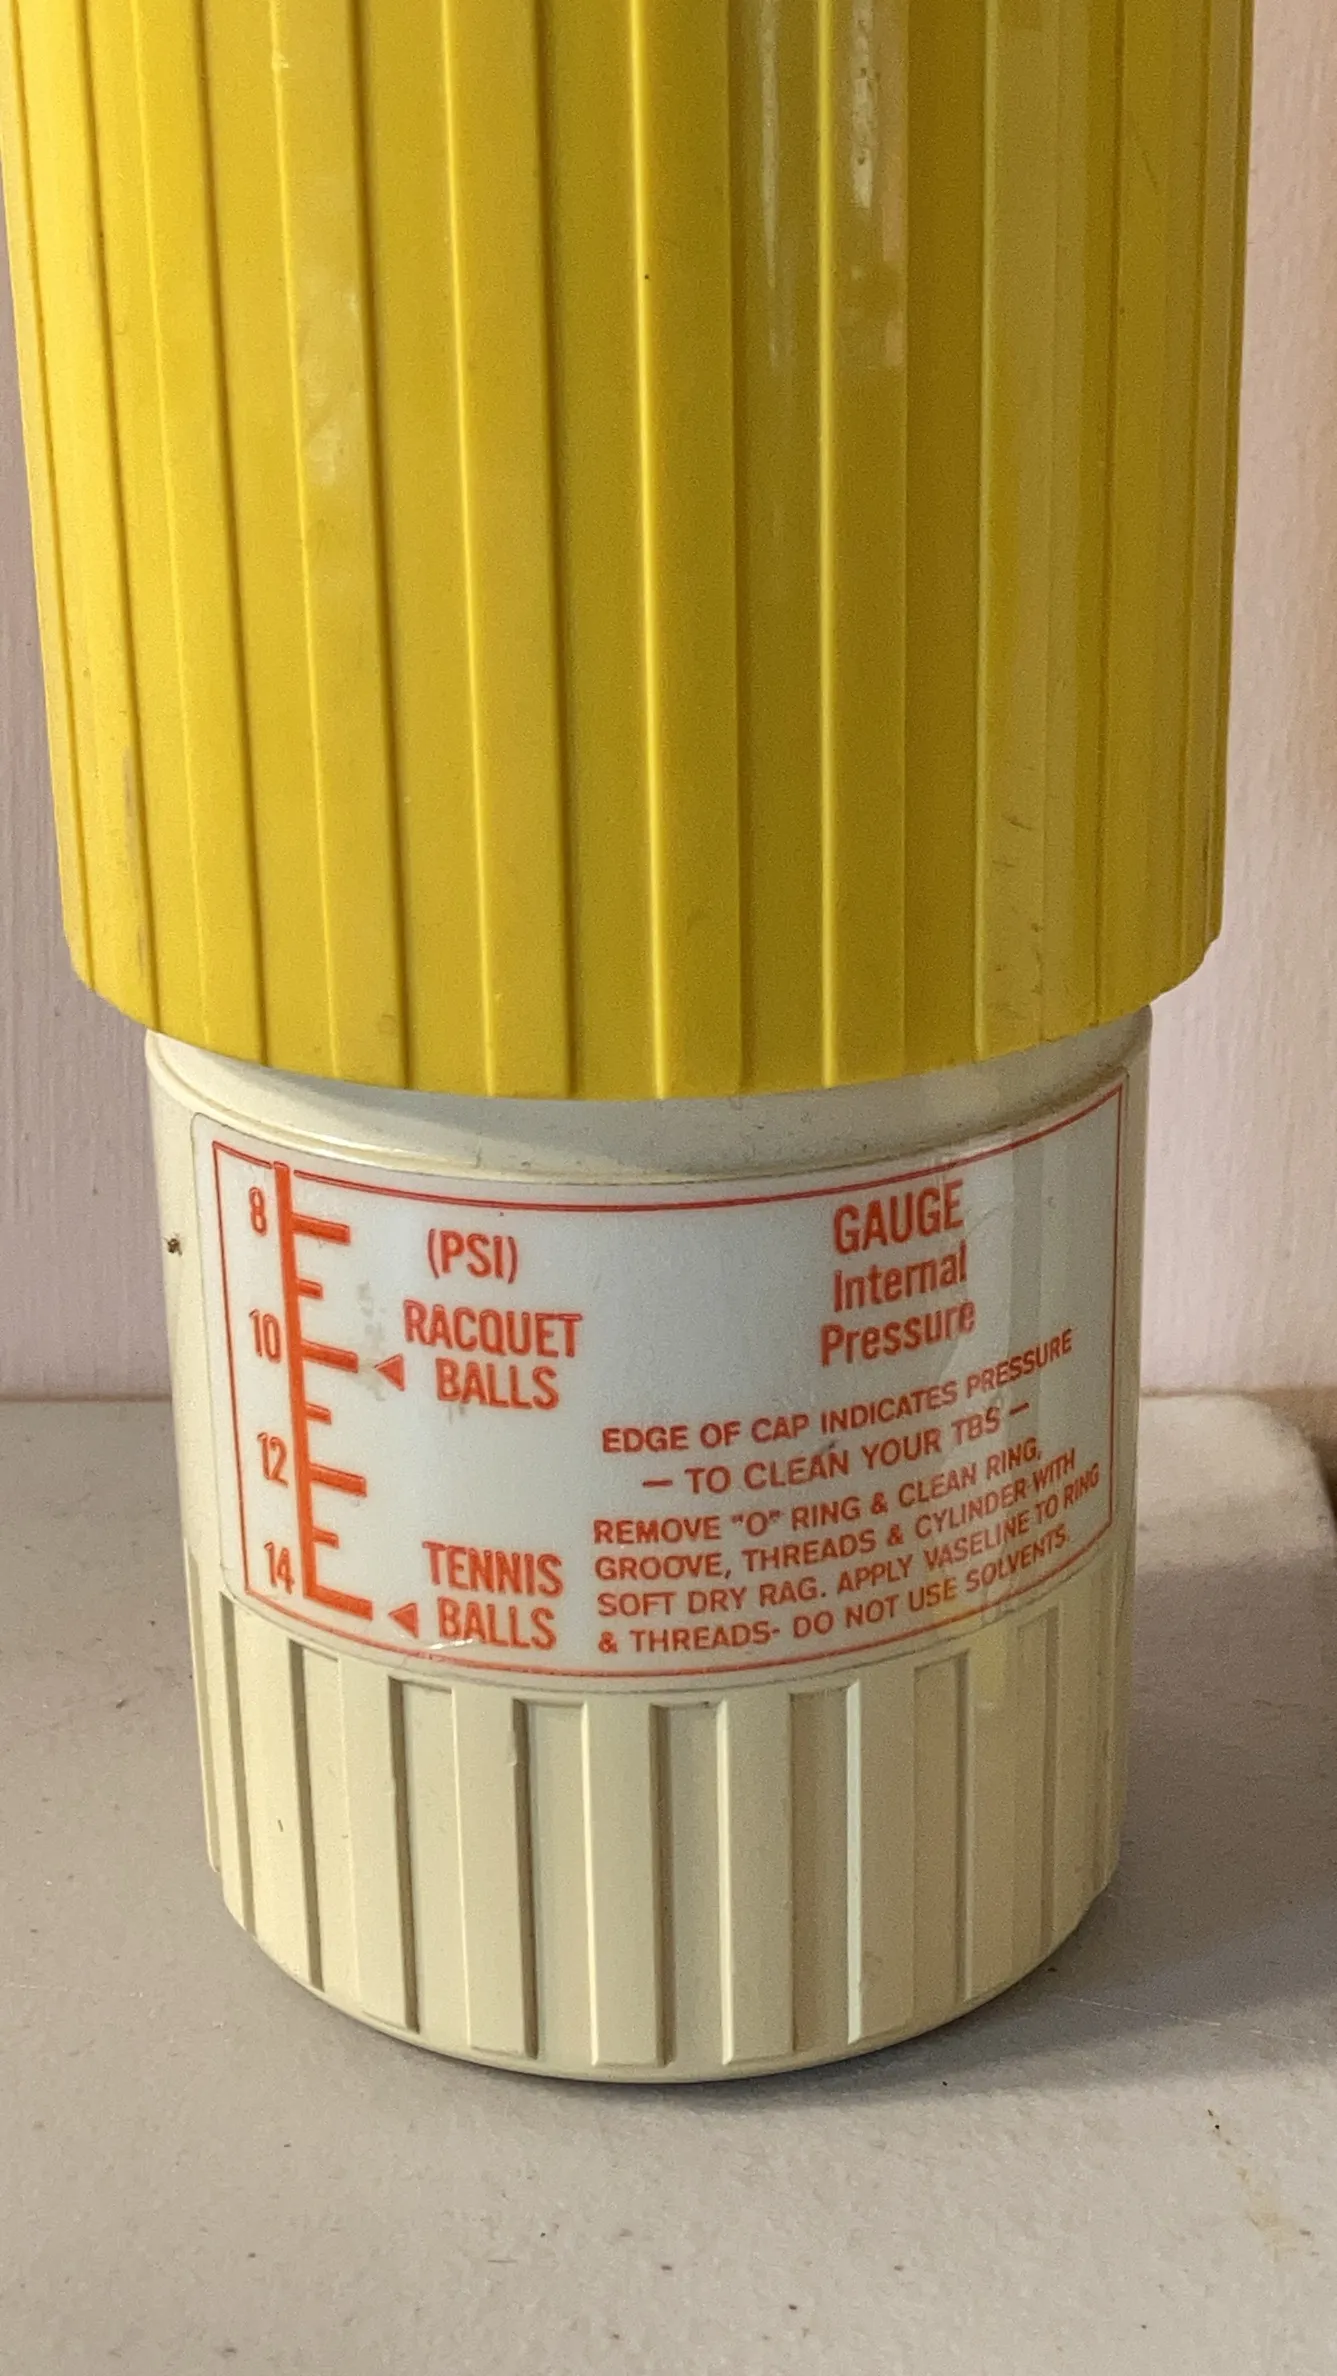 8
(PSI)
10
RACQUET
BALLS
12
14
TENNIS
BALLS
GAUGE
Internal
Pressure
EDGE OF CAP INDICATES PRESSURE
— TO CLEAN YOUR TBS —
REMOVE "O" RING & CLEAN RING,
GROOVE, THREADS & CYLINDER WITH
SOFT DRY RAG. APPLY VASELINE TO RING
& THREADS- DO NOT USE SOLVENTS.